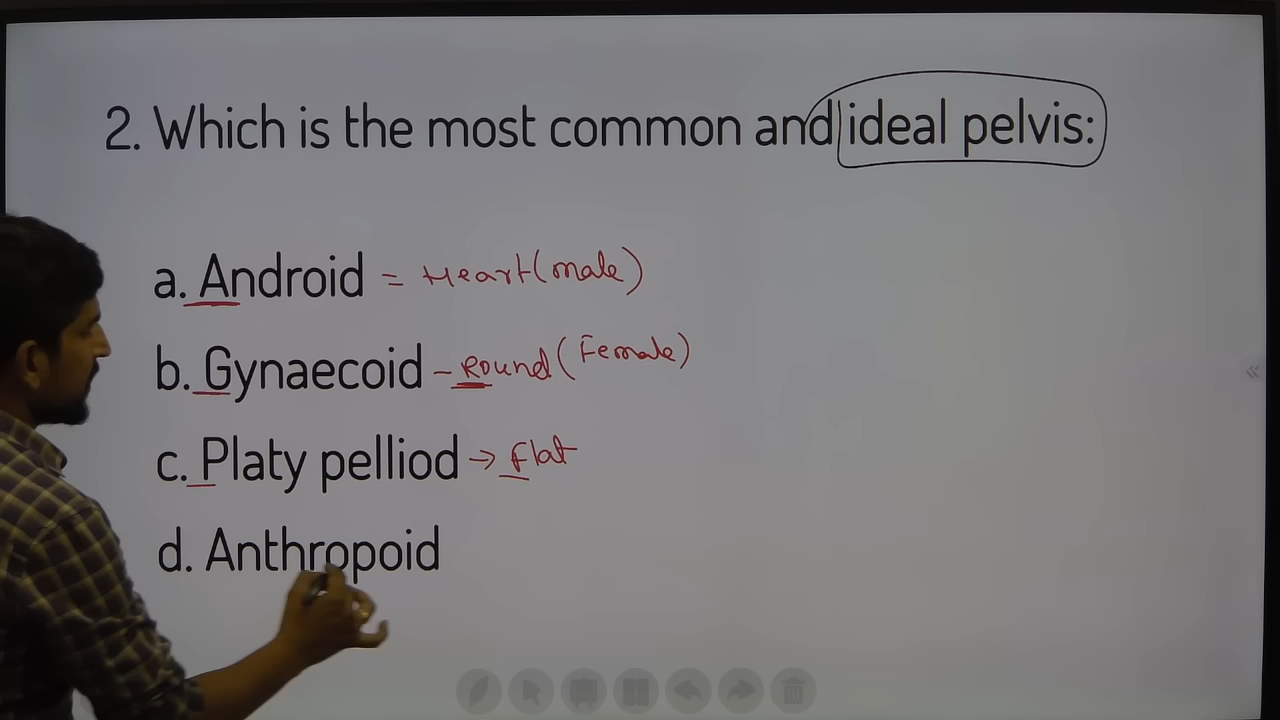 2. Which is the most common and ideal pelvis:
a. Android = Heart (male)
b. Gynaecoid - Round (Female)
c. Platy pelliod → flat
d. Anthropoid